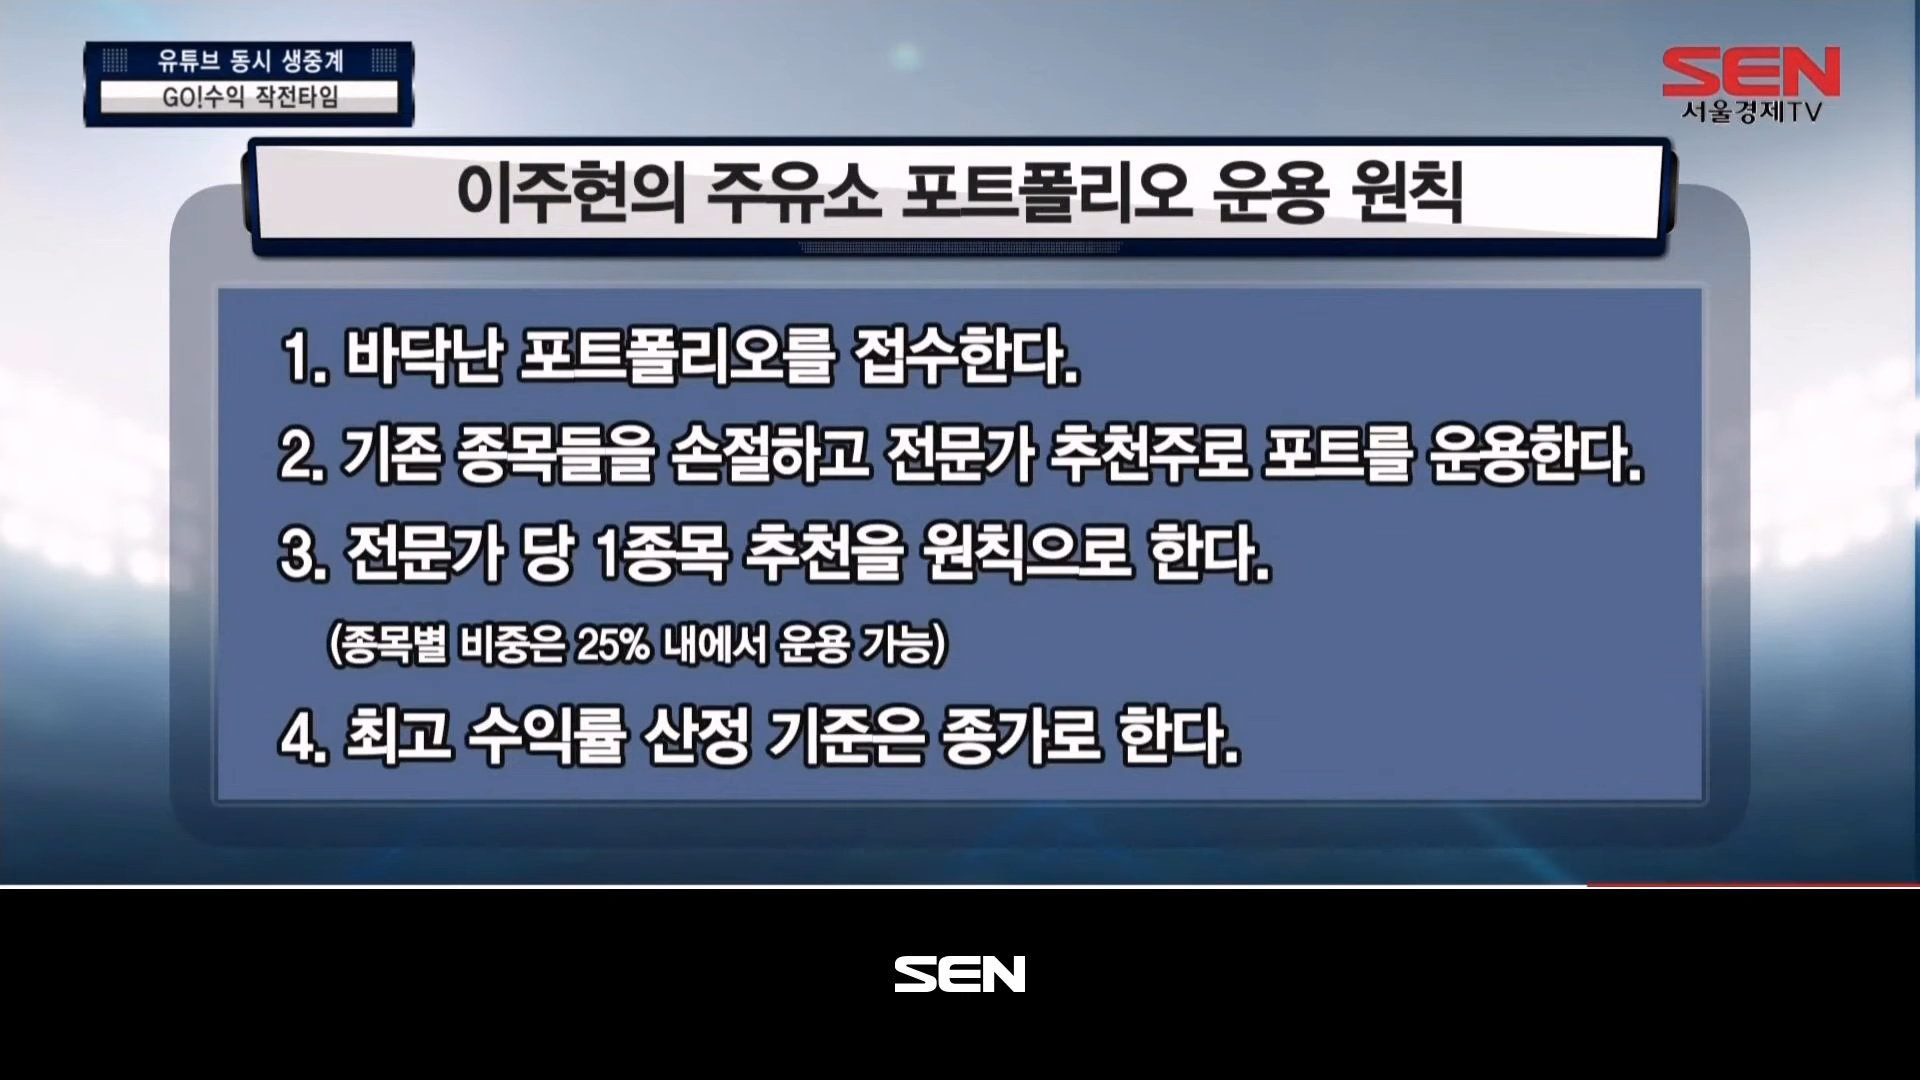 유튜브 동시 생중계
GO!수익 작전타임
SEN
서울경제TV
이주현의 주유소 포트폴리오 운용 원칙
1. 바닥난 포트폴리오를 접수한다.
2. 기존 종목들을 손절하고 전문가 추천주로 포트를 운용한다.
3. 전문가 당 1종목 추천을 원칙으로 한다.
(종목별 비중은 25% 내에서 운용 가능)
4. 최고 수익률 산정 기준은 종가로 한다.
SEN